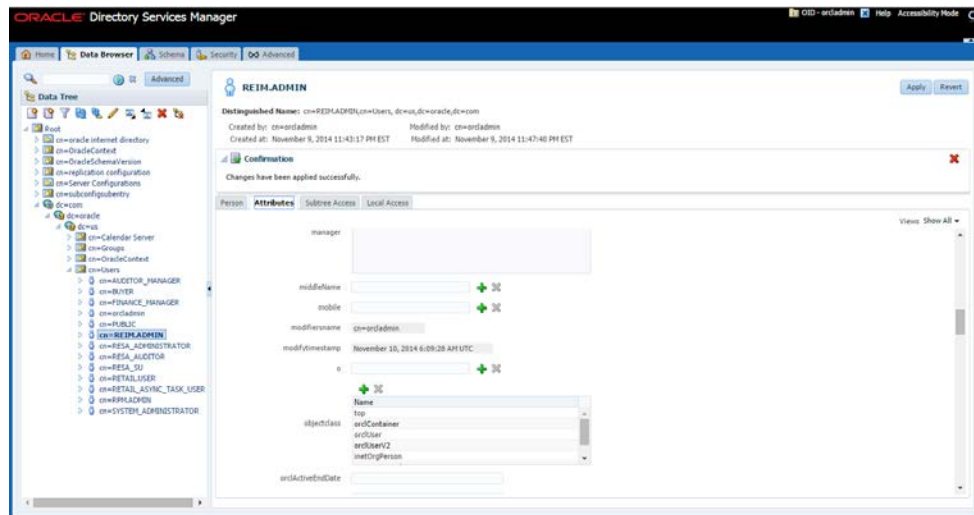 ORACLE Directory Services Manager
OID - orcladmin Help Accessibility Mode
Home Data Browser Schema Security Advanced
Advanced
Data Tree
Root
cn=oracle internet directory
cn=OracleContext
cn=OracleSchemaVersion
cn=replication configuration
cn=Server Configurations
cn=subconfigsubentry
dc=com
dc=oracle
dc=us
cn=Calendar Server
cn=Groups
cn=OracleContext
cn=Users
cn=AUDITOR_MANAGER
cn=BUYER
cn=FINANCE_MANAGER
cn=orcladmin
cn=PUBLIC
cn=REIM.ADMIN
cn=RESA_ADMINISTRATOR
cn=RESA_AUDITOR
cn=RESA_SU
cn=RETAIL.USER
cn=RETAIL_ASYNC_TASK_USER
cn=RPM.ADMIN
cn=SYSTEM_ADMINISTRATOR
REIM.ADMIN
Apply Revert
Distinguished Name: cn=REIM.ADMIN,cn=Users, dc=us,dc=oracle,dc=com
Created by: cn=orcladmin Modified by: cn=orcladmin
Created at: November 9, 2014 11:43:17 PM EST Modified at: November 9, 2014 11:47:40 PM EST
Confirmation
Changes have been applied successfully.
Person Attributes Subtree Access Local Access
Views Show All
manager
middleName
mobile
modifiersname cn=orcladmin
modifytimestamp November 10, 2014 6:09:28 AM UTC
o
objectclass
Name
top
orclContainer
orclUser
orclUserV2
inetOrgPerson
orclActiveEndDate